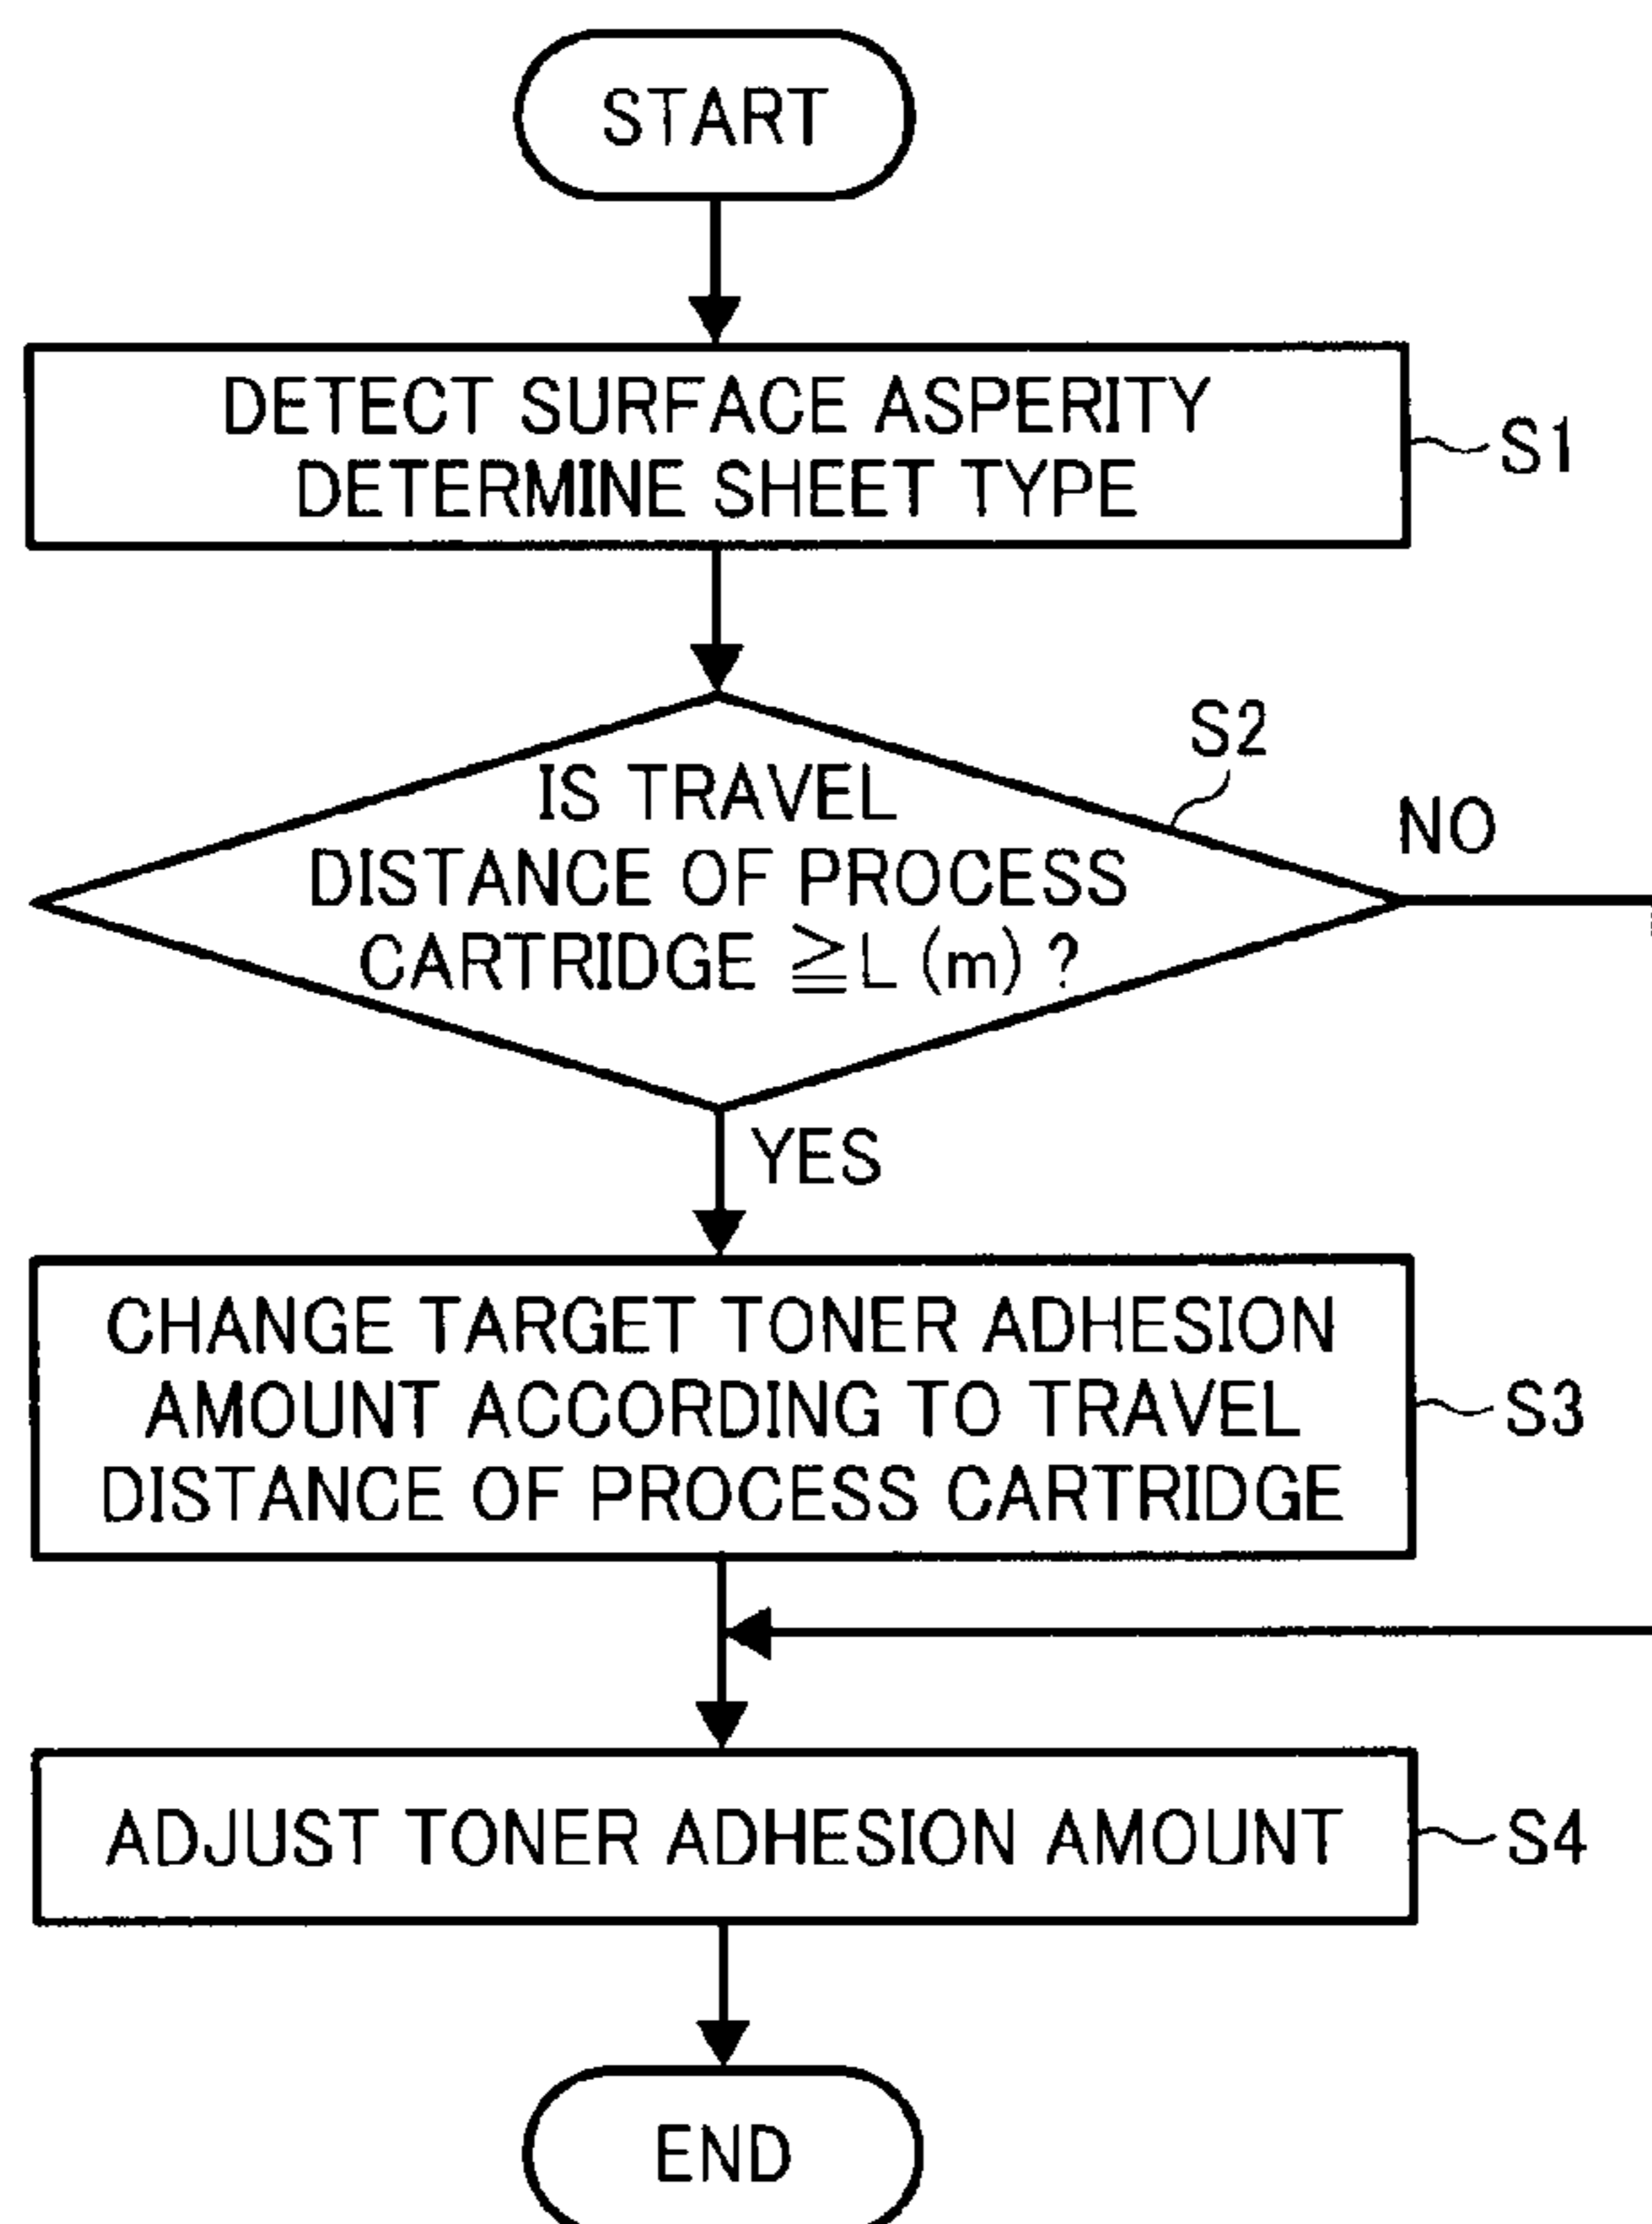 START
DETECT SURFACE ASPERITY
DETERMINE SHEET TYPE
S1
S2
IS TRAVEL
DISTANCE OF PROCESS
CARTRIDGE ≧L (m) ?
NO
YES
CHANGE TARGET TONER ADHESION
AMOUNT ACCORDING TO TRAVEL
DISTANCE OF PROCESS CARTRIDGE
S3
ADJUST TONER ADHESION AMOUNT
S4
END